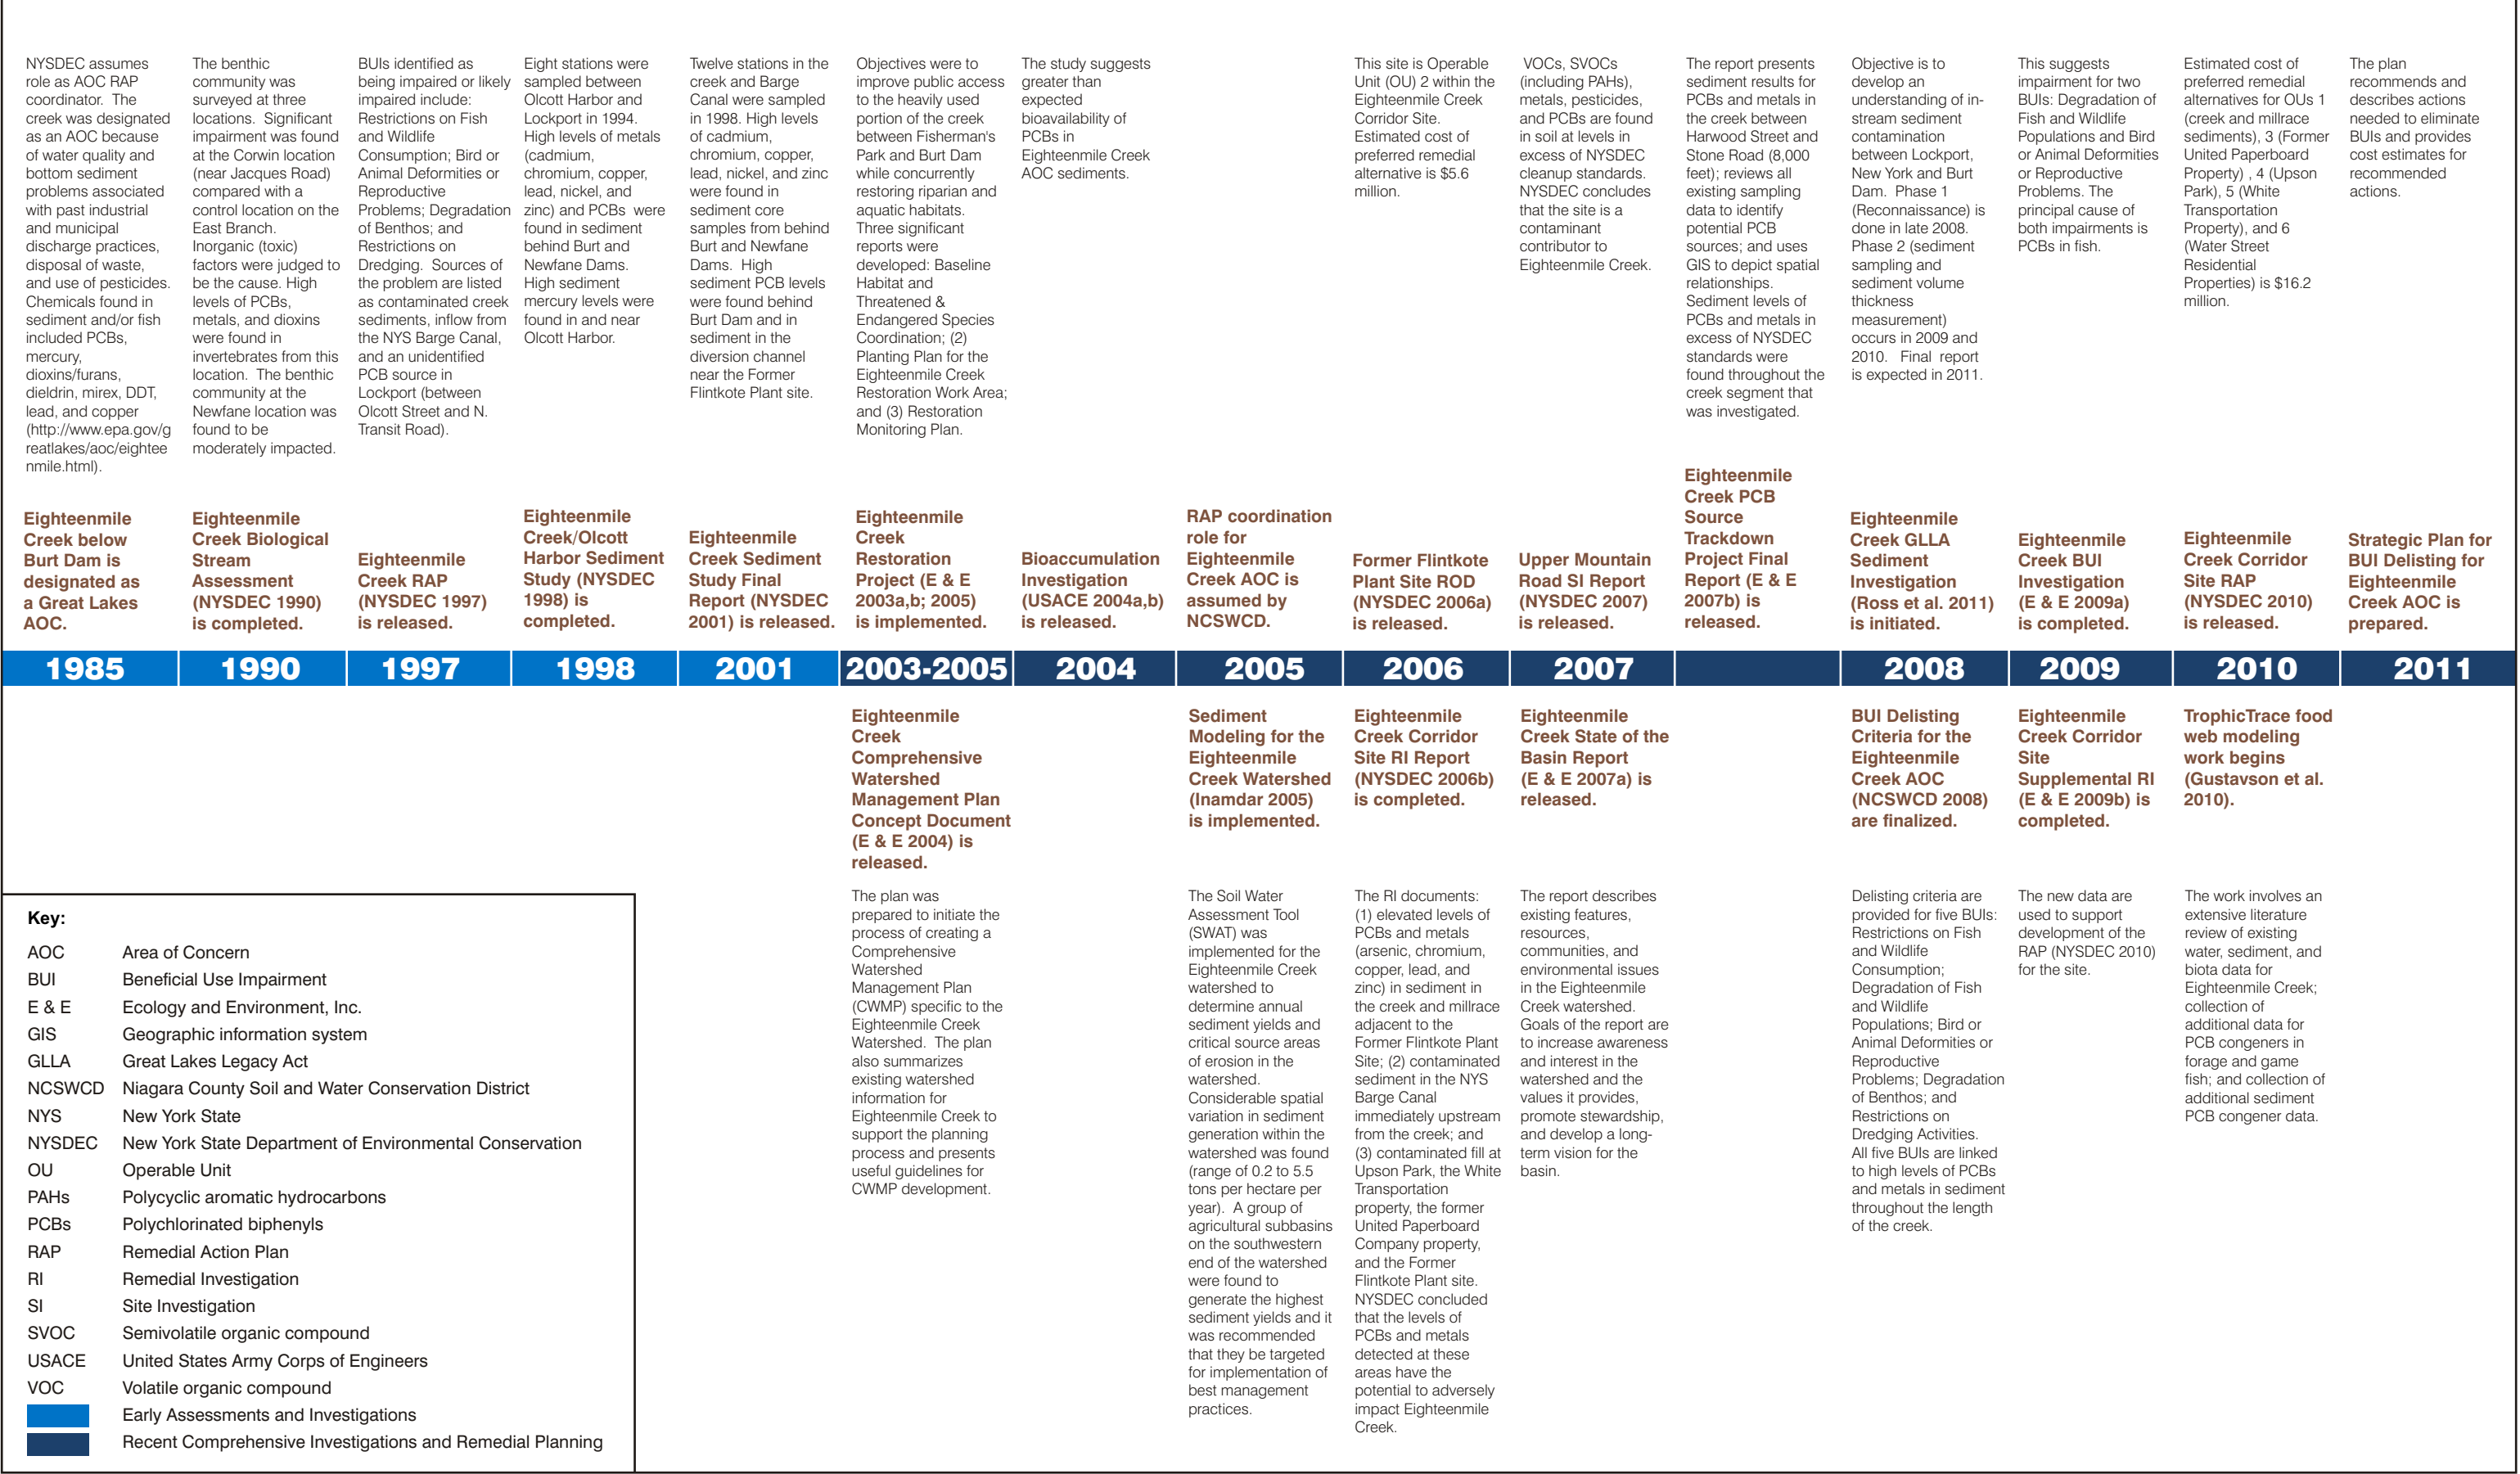 NYSDEC assumes
role as AOC RAP
coordinator. The
creek was designated
as an AOC because
of water quality and
bottom sediment
problems associated
with past industrial
and municipal
discharge practices,
disposal of waste,
and use of pesticides.
Chemicals found in
sediment and/or fish
included PCBs,
mercury,
dioxins/furans,
dieldrin, mirex, DDT,
lead, and copper
(http://www.epa.gov/g
reatlakes/aoc/eightee
nmile.html).
Eighteenmile
Creek below
Burt Dam is
designated as
a Great Lakes
AOC.
1985
The benthic
community was
surveyed at three
locations. Significant
impairment was found
at the Corwin location
(near Jacques Road)
compared with a
control location on the
East Branch.
Inorganic (toxic)
factors were judged to
be the cause. High
levels of PCBs,
metals, and dioxins
were found in
invertebrates from this
location. The benthic
community at the
Newfane location was
found to be
moderately impacted.
Eighteenmile
Creek Biological
Stream
Assessment
(NYSDEC 1990)
is completed.
1990
BUIs identified as
being impaired or likely
impaired include:
Restrictions on Fish
and Wildlife
Consumption; Bird or
Animal Deformities or
Reproductive
Problems; Degradation
of Benthos; and
Restrictions on
Dredging. Sources of
the problem are listed
as contaminated creek
sediments, inflow from
the NYS Barge Canal,
and an unidentified
PCB source in
Lockport (between
Olcott Street and N.
Transit Road).
Eighteenmile
Creek RAP
(NYSDEC 1997)
is released.
1997
Eight stations were
sampled between
Olcott Harbor and
Lockport in 1994.
High levels of metals
(cadmium,
chromium, copper,
lead, nickel, and
zinc) and PCBs were
found in sediment
behind Burt and
Newfane Dams.
High sediment
mercury levels were
found in and near
Olcott Harbor.
Eighteenmile
Creek/Olcott
Harbor Sediment
Study (NYSDEC
1998) is
completed.
1998
Twelve stations in the
creek and Barge
Canal were sampled
in 1998. High levels
of cadmium,
chromium, copper,
lead, nickel, and zinc
were found in
sediment core
samples from behind
Burt and Newfane
Dams. High
sediment PCB levels
were found behind
Burt Dam and in
sediment in the
diversion channel
near the Former
Flintkote Plant site.
Eighteenmile
Creek Sediment
Study Final
Report (NYSDEC
2001) is released.
2001
Objectives were to
improve public access
to the heavily used
portion of the creek
between Fisherman's
Park and Burt Dam
while concurrently
restoring riparian and
aquatic habitats.
Three significant
reports were
developed: Baseline
Habitat and
Threatened &
Endangered Species
Coordination; (2)
Planting Plan for the
Eighteenmile Creek
Restoration Work Area;
and (3) Restoration
Monitoring Plan.
Eighteenmile
Creek
Restoration
Project (E & E
2003a,b; 2005)
is implemented.
2003-2005
Eighteenmile
Creek
Comprehensive
Watershed
Management Plan
Concept Document
(E & E 2004) is
released.
The plan was
prepared to initiate the
process of creating a
Comprehensive
Watershed
Management Plan
(CWMP) specific to the
Eighteenmile Creek
Watershed. The plan
also summarizes
existing watershed
information for
Eighteenmile Creek to
support the planning
process and presents
useful guidelines for
CWMP development.
The study suggests
greater than
expected
bioavailability of
PCBs in
Eighteenmile Creek
AOC sediments.
Bioaccumulation
Investigation
(USACE 2004a,b)
is released.
2004
RAP coordination
role for
Eighteenmile
Creek AOC is
assumed by
NCSWCD.
2005
Sediment
Modeling for the
Eighteenmile
Creek Watershed
(Inamdar 2005)
is implemented.
The Soil Water
Assessment Tool
(SWAT) was
implemented for the
Eighteenmile Creek
watershed to
determine annual
sediment yields and
critical source areas
of erosion in the
watershed.
Considerable spatial
variation in sediment
generation within the
watershed was found
(range of 0.2 to 5.5
tons per hectare per
year). A group of
agricultural subbasins
on the southwestern
end of the watershed
were found to
generate the highest
sediment yields and it
was recommended
that they be targeted
for implementation of
best management
practices.
This site is Operable
Unit (OU) 2 within the
Eighteenmile Creek
Corridor Site.
Estimated cost of
preferred remedial
alternative is $5.6
million.
Former Flintkote
Plant Site ROD
(NYSDEC 2006a)
is released.
2006
Eighteenmile
Creek Corridor
Site RI Report
(NYSDEC 2006b)
is completed.
The RI documents:
(1) elevated levels of
PCBs and metals
(arsenic, chromium,
copper, lead, and
zinc) in sediment in
the creek and millrace
adjacent to the
Former Flintkote Plant
Site; (2) contaminated
sediment in the NYS
Barge Canal
immediately upstream
from the creek; and
(3) contaminated fill at
Upson Park, the White
Transportation
property, the former
United Paperboard
Company property,
and the Former
Flintkote Plant site.
NYSDEC concluded
that the levels of
PCBs and metals
detected at these
areas have the
potential to adversely
impact Eighteenmile
Creek.
VOCs, SVOCs
(including PAHs),
metals, pesticides,
and PCBs are found
in soil at levels in
excess of NYSDEC
cleanup standards.
NYSDEC concludes
that the site is a
contaminant
contributor to
Eighteenmile Creek.
Upper Mountain
Road SI Report
(NYSDEC 2007)
is released.
2007
Eighteenmile
Creek State of the
Basin Report
(E & E 2007a) is
released.
The report describes
existing features,
resources,
communities, and
environmental issues
in the Eighteenmile
Creek watershed.
Goals of the report are
to increase awareness
and interest in the
watershed and the
values it provides,
promote stewardship,
and develop a long-
term vision for the
basin.
The report presents
sediment results for
PCBs and metals in
the creek between
Harwood Street and
Stone Road (8,000
feet); reviews all
existing sampling
data to identify
potential PCB
sources; and uses
GIS to depict spatial
relationships.
Sediment levels of
PCBs and metals in
excess of NYSDEC
standards were
found throughout the
creek segment that
was investigated.
Eighteenmile
Creek PCB
Source
Trackdown
Project Final
Report (E & E
2007b) is
released.
Objective is to
develop an
understanding of in-
stream sediment
contamination
between Lockport,
New York and Burt
Dam. Phase 1
(Reconnaissance) is
done in late 2008.
Phase 2 (sediment
sampling and
sediment volume
thickness
measurement)
occurs in 2009 and
2010. Final report
is expected in 2011.
Eighteenmile
Creek GLLA
Sediment
Investigation
(Ross et al. 2011)
is initiated.
2008
BUI Delisting
Criteria for the
Eighteenmile
Creek AOC
(NCSWCD 2008)
are finalized.
Delisting criteria are
provided for five BUIs:
Restrictions on Fish
and Wildlife
Consumption;
Degradation of Fish
and Wildlife
Populations; Bird or
Animal Deformities or
Reproductive
Problems; Degradation
of Benthos; and
Restrictions on
Dredging Activities.
All five BUIs are linked
to high levels of PCBs
and metals in sediment
throughout the length
of the creek.
This suggests
impairment for two
BUIs: Degradation of
Fish and Wildlife
Populations and Bird
or Animal Deformities
or Reproductive
Problems. The
principal cause of
both impairments is
PCBs in fish.
Eighteenmile
Creek BUI
Investigation
(E & E 2009a)
is completed.
2009
Eighteenmile
Creek Corridor
Site
Supplemental RI
(E & E 2009b) is
completed.
The new data are
used to support
development of the
RAP (NYSDEC 2010)
for the site.
Estimated cost of
preferred remedial
alternatives for OUs 1
(creek and millrace
sediments), 3 (Former
United Paperboard
Property) , 4 (Upson
Park), 5 (White
Transportation
Property), and 6
(Water Street
Residential
Properties) is $16.2
million.
Eighteenmile
Creek Corridor
Site RAP
(NYSDEC 2010)
is released.
2010
TrophicTrace food
web modeling
work begins
(Gustavson et al.
2010).
The work involves an
extensive literature
review of existing
water, sediment, and
biota data for
Eighteenmile Creek;
collection of
additional data for
PCB congeners in
forage and game
fish; and collection of
additional sediment
PCB congener data.
The plan
recommends and
describes actions
needed to eliminate
BUIs and provides
cost estimates for
recommended
actions.
Strategic Plan for
BUI Delisting for
Eighteenmile
Creek AOC is
prepared.
2011
Key:
AOC Area of Concern
BUI Beneficial Use Impairment
E & E Ecology and Environment, Inc.
GIS Geographic information system
GLLA Great Lakes Legacy Act
NCSWCD Niagara County Soil and Water Conservation District
NYS New York State
NYSDEC New York State Department of Environmental Conservation
OU Operable Unit
PAHs Polycyclic aromatic hydrocarbons
PCBs Polychlorinated biphenyls
RAP Remedial Action Plan
RI Remedial Investigation
SI Site Investigation
SVOC Semivolatile organic compound
USACE United States Army Corps of Engineers
VOC Volatile organic compound
Early Assessments and Investigations
Recent Comprehensive Investigations and Remedial Planning